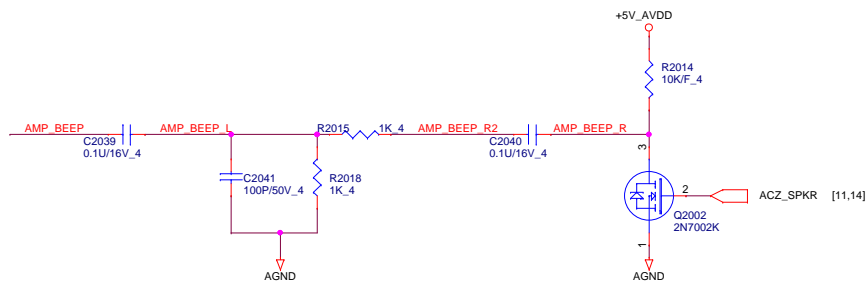 +5V_AVDD
R2014
10K/F_4
AMP_BEEP
AMP_BEEP_L
R2015
1K_4
AMP_BEEP_R2
AMP_BEEP_R
C2039
0.1U/16V_4
C2040
0.1U/16V_4
3
C2041
100P/50V_4
R2018
1K_4
2
ACZ_SPKR
[11,14]
Q2002
2N7002K
1
AGND
AGND